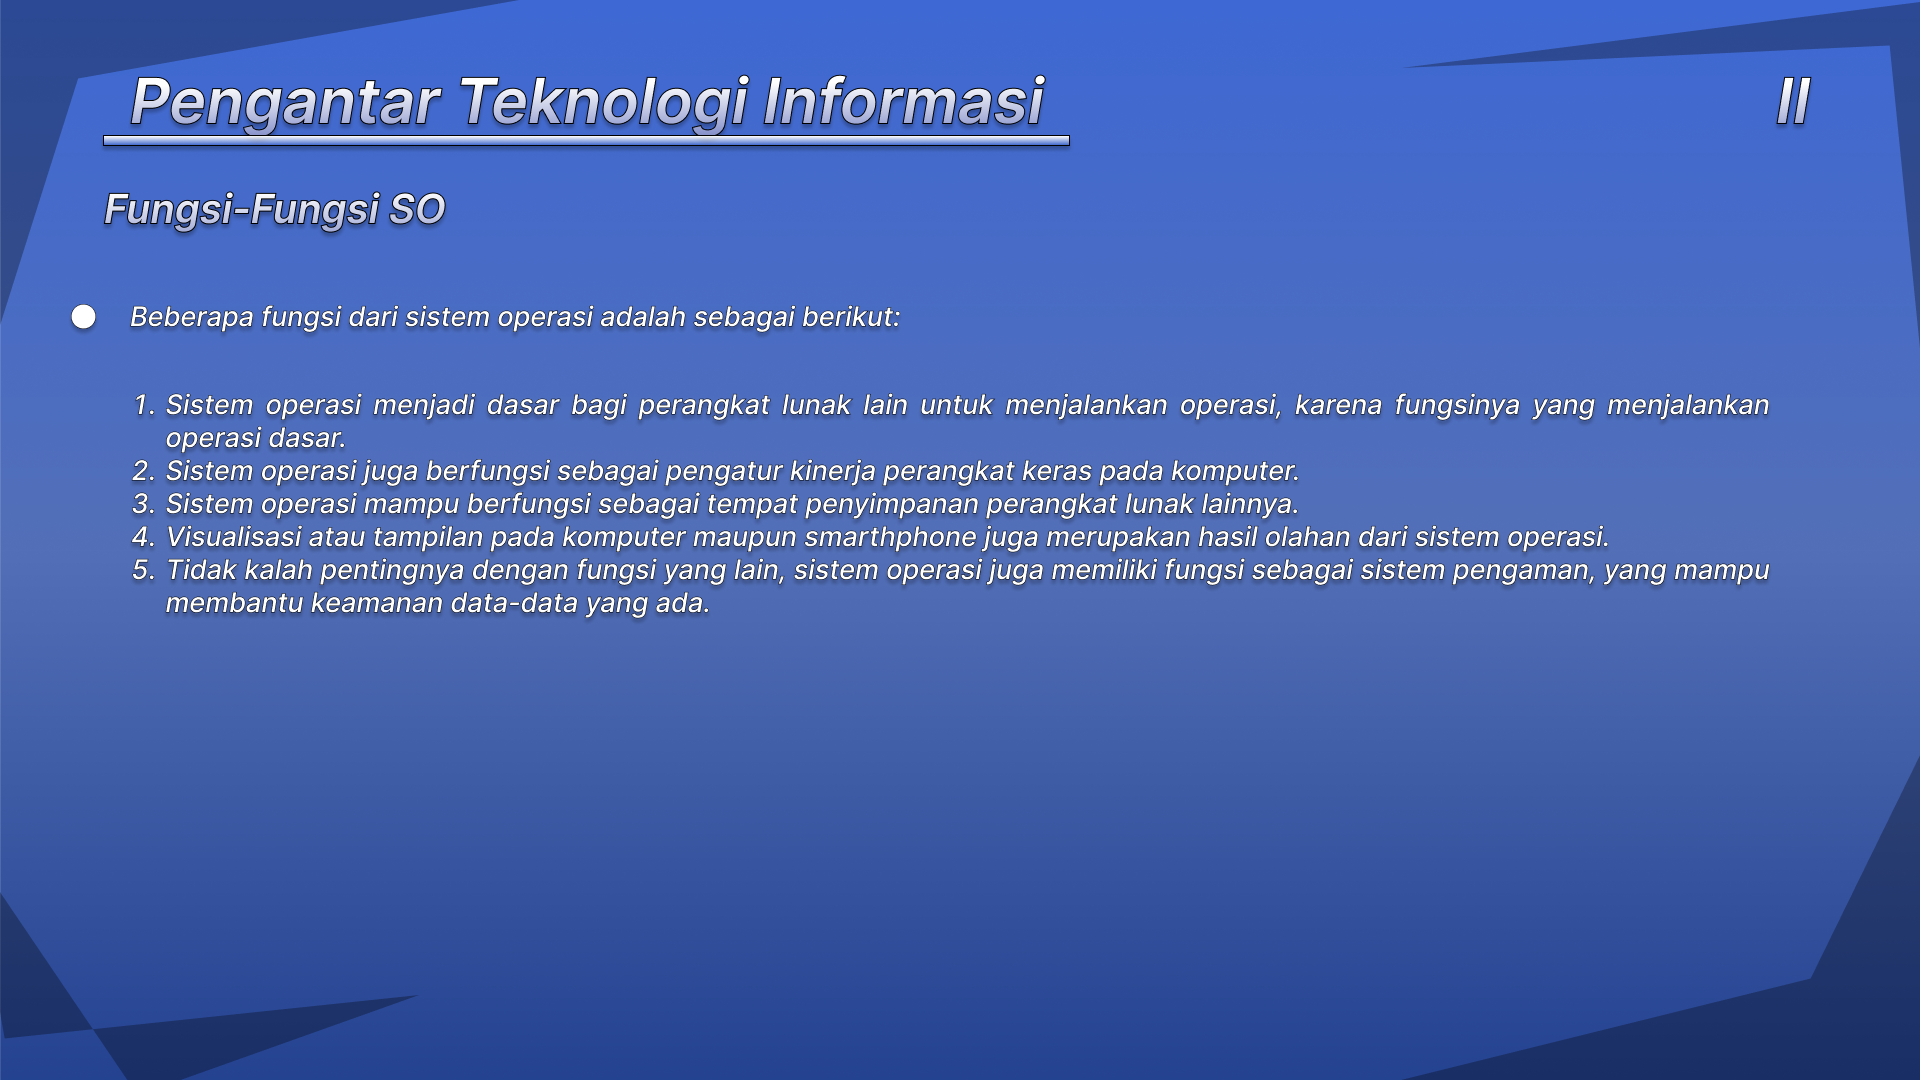 Pengantar Teknologi Informasi
II
Fungsi-Fungsi SO
Beberapa fungsi dari sistem operasi adalah sebagai berikut:
1. Sistem operasi menjadi dasar bagi perangkat lunak lain untuk menjalankan operasi, karena fungsinya yang menjalankan
operasi dasar.
2. Sistem operasi juga berfungsi sebagai pengatur kinerja perangkat keras pada komputer.
3. Sistem operasi mampu berfungsi sebagai tempat penyimpanan perangkat lunak lainnya.
4. Visualisasi atau tampilan pada komputer maupun smarthphone juga merupakan hasil olahan dari sistem operasi.
5. Tidak kalah pentingnya dengan fungsi yang lain, sistem operasi juga memiliki fungsi sebagai sistem pengaman, yang mampu
membantu keamanan data-data yang ada.